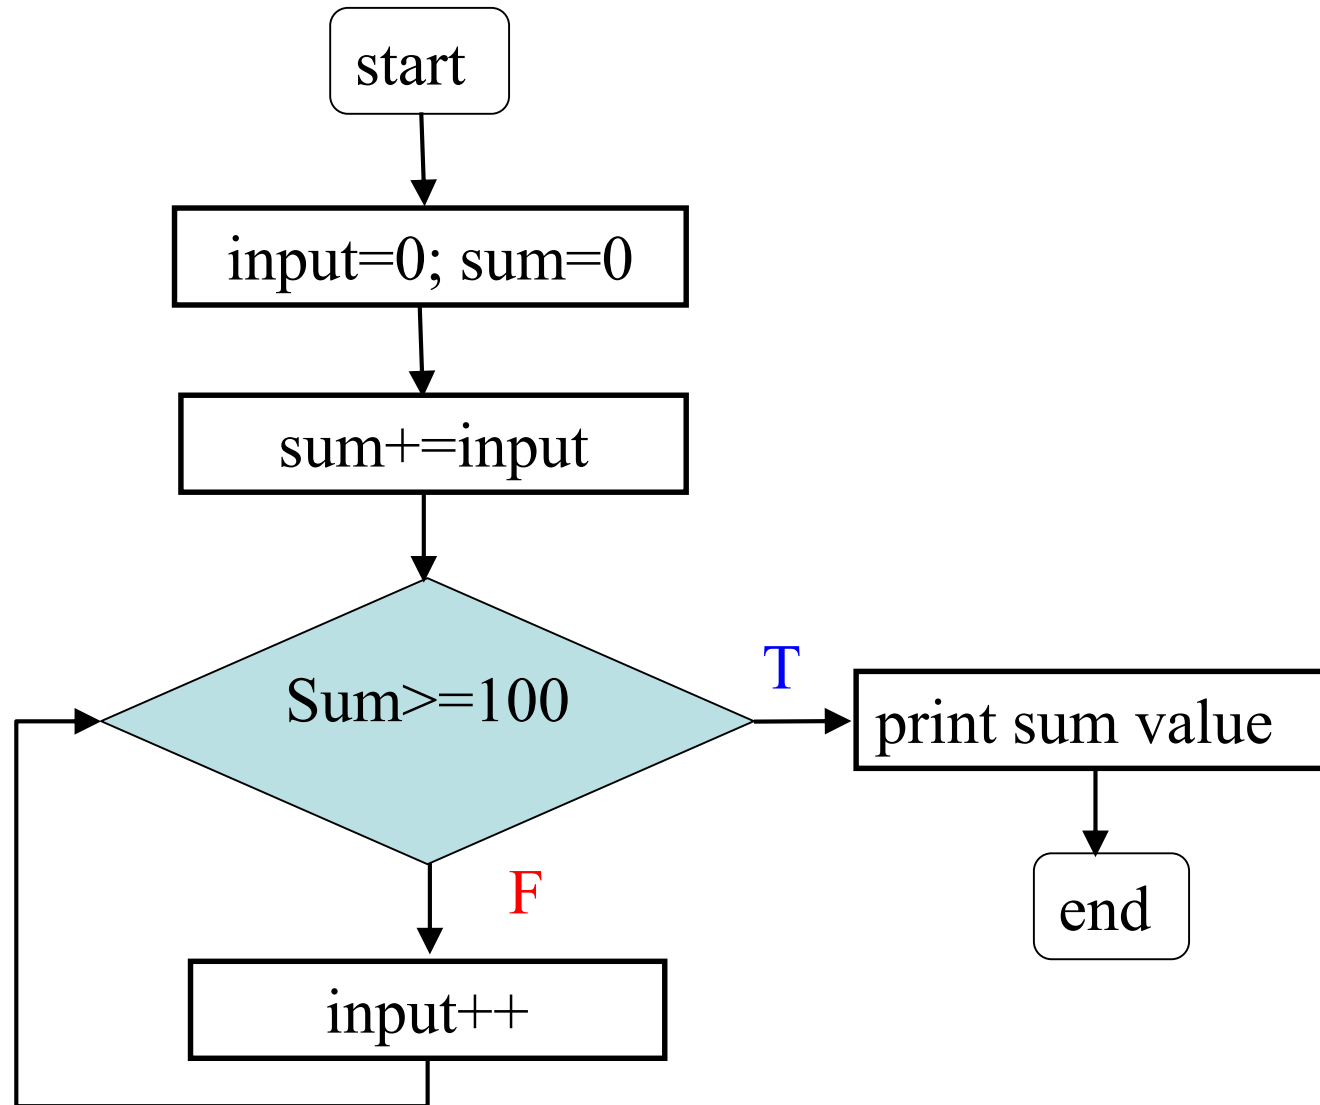 start
input=0; sum=0
sum+=input
Sum>=100
T
print sum value
F
end
input++